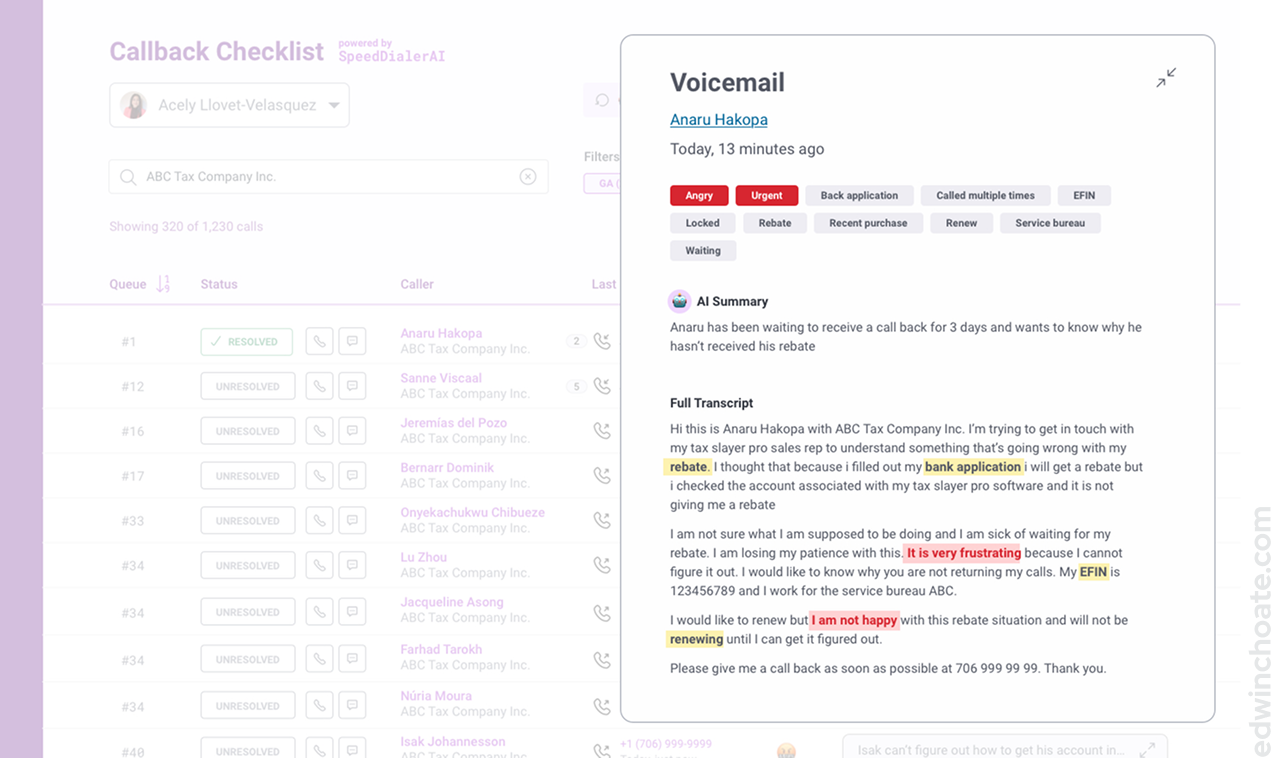 Callback Checklist
powered by
SpeedDialerAI
Acely Llovet-Velasquez
ABC Tax Company Inc.
Filters
GA (
Showing 320 of 1,230 calls
Queue Status Caller Last
#1 RESOLVED Anaru Hakopa 2
ABC Tax Company Inc.
#12 UNRESOLVED Sanne Viscaal 5
ABC Tax Company Inc.
#16 UNRESOLVED Jeremías del Pozo
ABC Tax Company Inc.
#17 UNRESOLVED Bernarr Dominik
ABC Tax Company Inc.
#33 UNRESOLVED Onyekachukwu Chibueze
ABC Tax Company Inc.
#34 UNRESOLVED Lu Zhou
ABC Tax Company Inc.
#34 UNRESOLVED Jacqueline Asong
ABC Tax Company Inc.
#34 UNRESOLVED Farhad Tarokh
ABC Tax Company Inc.
#34 UNRESOLVED Núria Moura
ABC Tax Company Inc.
#40 UNRESOLVED Isak Johannesson +1 (706) 999-9999 Isak can't figure out how to get his account in...
Voicemail
Anaru Hakopa
Today, 13 minutes ago
Angry Urgent Back application Called multiple times EFIN
Locked Rebate Recent purchase Renew Service bureau
Waiting
AI Summary
Anaru has been waiting to receive a call back for 3 days and wants to know why he
hasn't received his rebate
Full Transcript
Hi this is Anaru Hakopa with ABC Tax Company Inc. I'm trying to get in touch with
my tax slayer pro sales rep to understand something that's going wrong with my
rebate. I thought that because i filled out my bank application i will get a rebate but
i checked the account associated with my tax slayer pro software and it is not
giving me a rebate
I am not sure what I am supposed to be doing and I am sick of waiting for my
rebate. I am losing my patience with this. It is very frustrating because I cannot
figure it out. I would like to know why you are not returning my calls. My EFIN is
123456789 and I work for the service bureau ABC.
I would like to renew but I am not happy with this rebate situation and will not be
renewing until I can get it figured out.
Please give me a call back as soon as possible at 706 999 99 99. Thank you.
edwinchoate.com